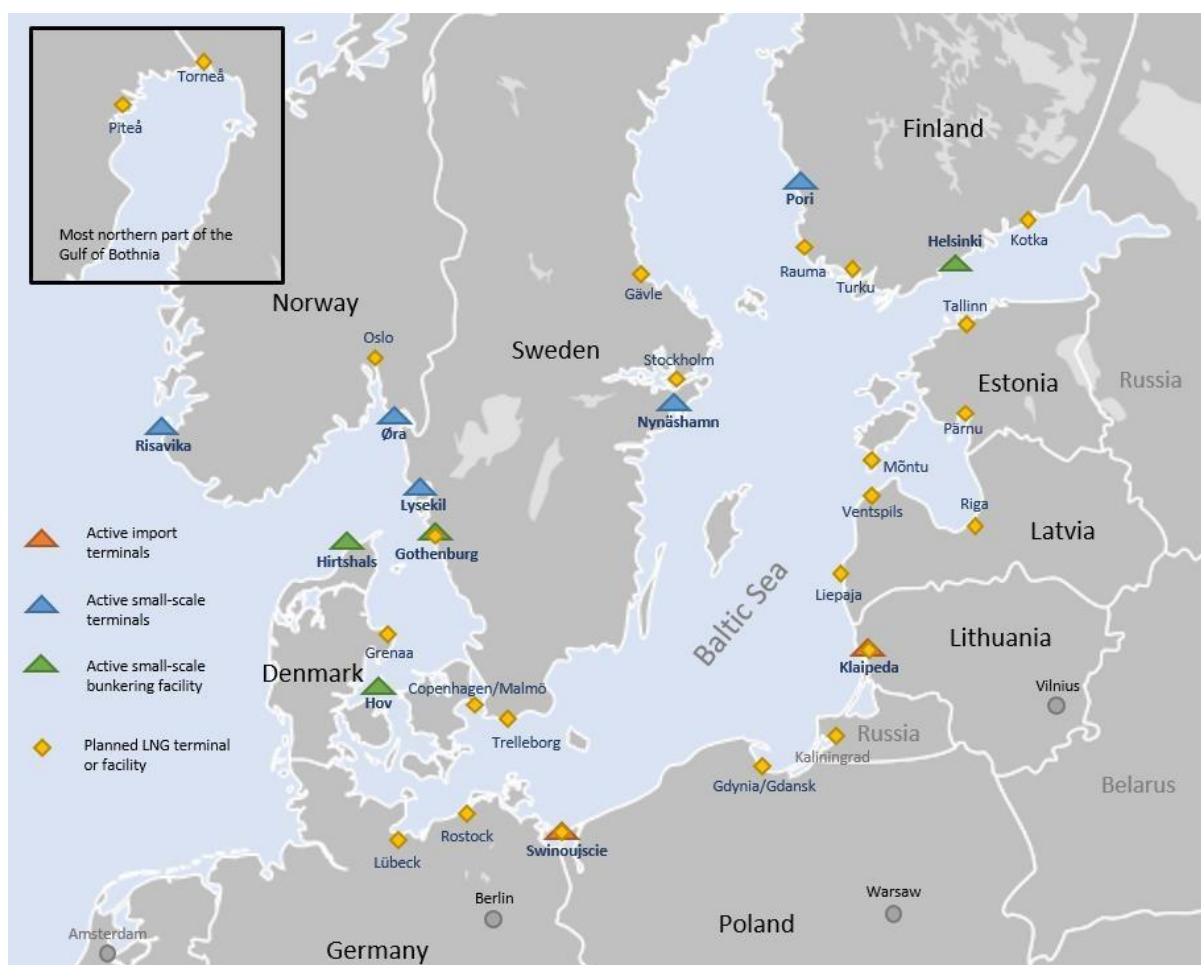 Torneå
Piteå
Most northern part of the
Gulf of Bothnia
Finland
Pori
Helsinki
Kotka
Rauma
Turku
Gävle
Norway
Tallinn
Oslo
Sweden
Stockholm
Estonia
Russia
Nynäshamn
Pärnu
Risavika
Øra
Mõntu
Lysekil
Ventspils
Riga
Latvia
Active import
terminals
Hirtshals
Gothenburg
Baltic Sea
Liepaja
Active small-scale
terminals
Lithuania
Grenaa
Klaipeda
Active small-scale
bunkering facility
Denmark
Copenhagen/Malmö
Vilnius
Hov
Trelleborg
Russia
Planned LNG terminal
or facility
Kaliningrad
Gdynia/Gdansk
Belarus
Rostock
Swinoujscie
Lübeck
Berlin
Warsaw
Poland
Amsterdam
Germany